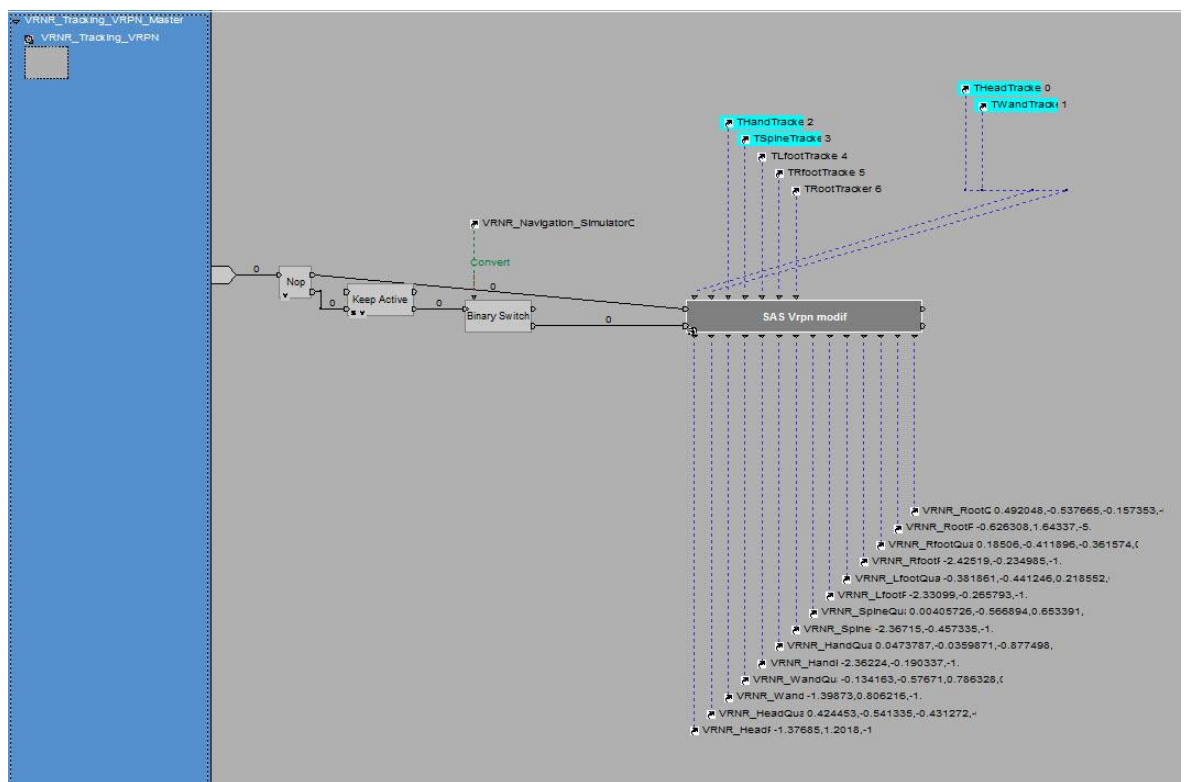 VRNR_Tracking_VRPN_Master
VRNR_Tracking_VRPN
THeadTracke 0
TWandTracke 1
THandTracke 2
TSpineTracke 3
TLfootTracke 4
TRfootTracke 5
TRootTracker 6
VRNR_Navigation_SimulatorC
Convert
0
Nop
0
0
Keep Active
0
Binary Switch
0
SAS Vrpn modif
VRNR_RootG 0.492048,-0.537665,-0.157353,-
VRNR_RootF -0.626308,1.64337,-5.
VRNR_RfootQua 0.18506,-0.411896,-0.361574,0
VRNR_RfootF -2.42519,-0.234985,-1.
VRNR_LfootQua -0.381861,-0.441246,0.218552,
VRNR_LfootF -2.33099,-0.265793,-1.
VRNR_SpineQua 0.00405726,-0.566894,0.653391,
VRNR_Spine -2.36715,-0.457335,-1.
VRNR_HandQua 0.0473787,-0.0359871,-0.877498,
VRNR_HandF -2.36224,-0.190337,-1.
VRNR_WandQu -0.134163,-0.57671,0.786328,0
VRNR_Wand -1.39873,0.806216,-1.
VRNR_HeadQua 0.424453,-0.541335,-0.431272,-
VRNR_HeadF -1.37685,1.2018,-1